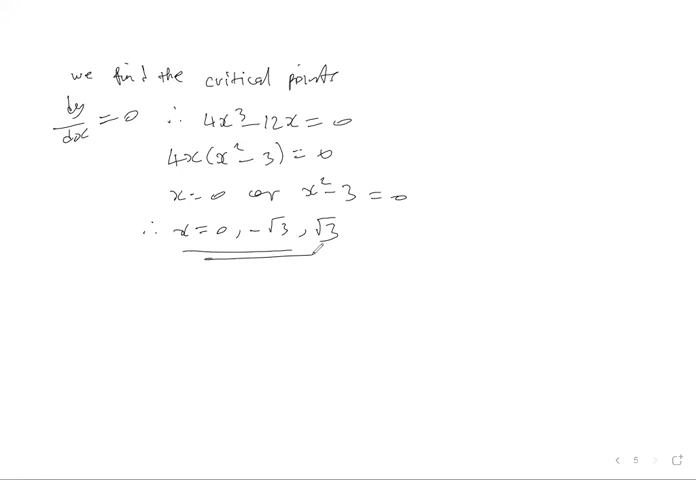 we find the critical points
dy/dx = 0 ∴ 4x³ - 12x = 0
4x(x² - 3) = 0
x = 0 or x² - 3 = 0
∴ x = 0, -√3, √3
5